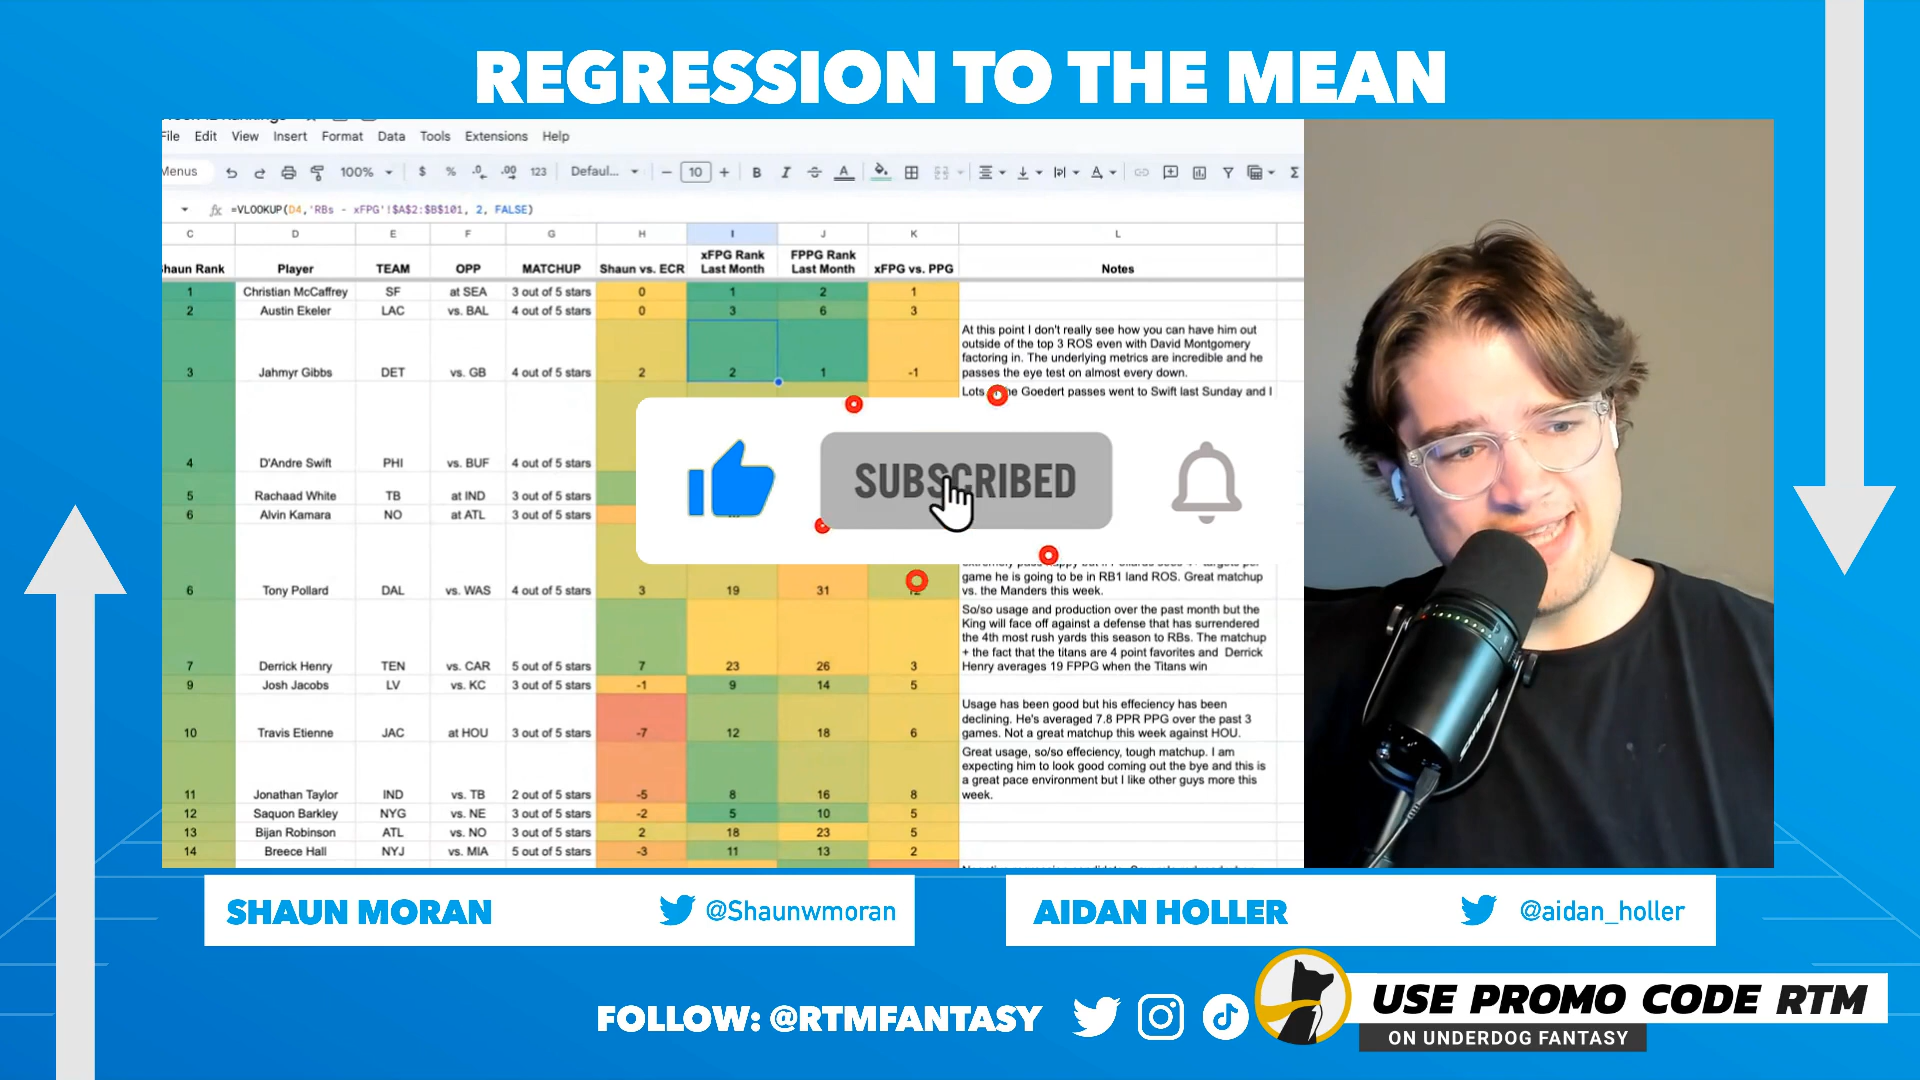 REGRESSION TO THE MEAN
File Edit View Insert Format Data Tools Extensions Help
Menus 100% $ % .0 .00 123 Defaul... 10 B I A
fx =VLOOKUP(D4,'RBs - xFPG'!$A$2:$B$101, 2, FALSE)
C D E F G H I J K L
Shaun Rank Player TEAM OPP MATCHUP Shaun vs. ECR xFPG Rank Last Month FPPG Rank Last Month xFPG vs. PPG Notes
1 Christian McCaffrey SF at SEA 3 out of 5 stars 0 1 2 1
2 Austin Ekeler LAC vs. BAL 4 out of 5 stars 0 3 6 3
At this point I don't really see how you can have him out
outside of the top 3 ROS even with David Montgomery
factoring in. The underlying metrics are incredible and he
passes the eye test on almost every down.
3 Jahmyr Gibbs DET vs. GB 4 out of 5 stars 2 2 1 -1
Lots Goedert passes went to Swift last Sunday and I
4 D'Andre Swift PHI vs. BUF 4 out of 5 stars
SUBSCRIBED
5 Rachaad White TB at IND 3 out of 5 stars
6 Alvin Kamara NO at ATL 3 out of 5 stars
game he is going to be in RB1 land ROS. Great matchup
vs. the Manders this week.
6 Tony Pollard DAL vs. WAS 4 out of 5 stars 3 19 31 12
So/so usage and production over the past month but the
King will face off against a defense that has surrendered
the 4th most rush yards this season to RBs. The matchup
+ the fact that the titans are 4 point favorites and Derrick
Henry averages 19 FPPG when the Titans win
7 Derrick Henry TEN vs. CAR 5 out of 5 stars 7 23 26 3
9 Josh Jacobs LV vs. KC 3 out of 5 stars -1 9 14 5
Usage has been good but his effeciency has been
declining. He's averaged 7.8 PPR PPG over the past 3
games. Not a great matchup this week against HOU.
10 Travis Etienne JAC at HOU 3 out of 5 stars -7 12 18 6
Great usage, so/so effeciency, tough matchup. I am
expecting him to look good coming out the bye and this is
a great pace environment but I like other guys more this
week.
11 Jonathan Taylor IND vs. TB 2 out of 5 stars -5 8 16 8
12 Saquon Barkley NYG vs. NE 3 out of 5 stars -2 5 10 5
13 Bijan Robinson ATL vs. NO 3 out of 5 stars 2 18 23 5
14 Breece Hall NYJ vs. MIA 5 out of 5 stars -3 11 13 2
SHAUN MORAN @Shaunwmoran
AIDAN HOLLER @aidan_holler
FOLLOW: @RTMFANTASY
USE PROMO CODE RTM
ON UNDERDOG FANTASY